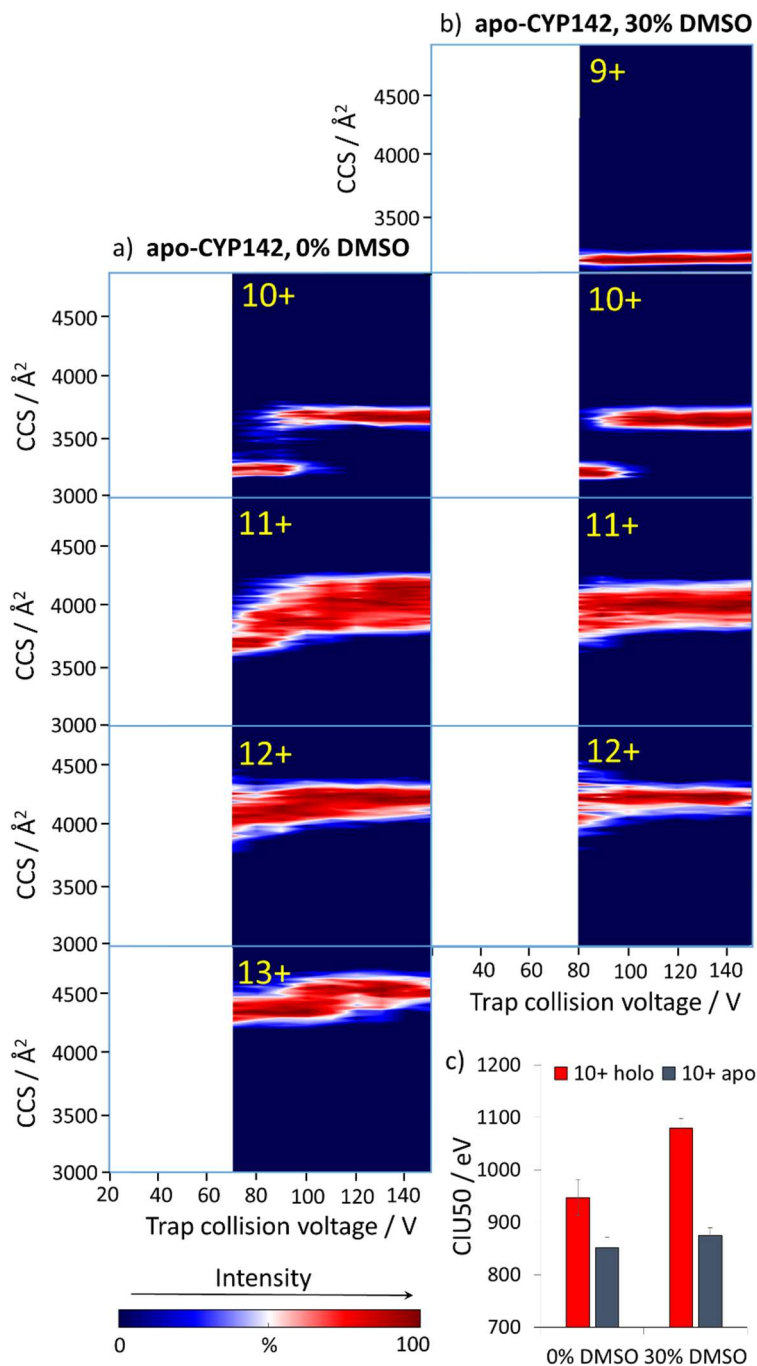 b) apo-CYP142, 30% DMSO
9+
4500
4000
3500
CCS / Å²
a) apo-CYP142, 0% DMSO
10+
10+
4500
4000
3500
3000
CCS / Å²
11+
11+
4500
4000
3500
3000
CCS / Å²
12+
12+
4500
4000
3500
3000
CCS / Å²
40 60 80 100 120 140
Trap collision voltage / V
13+
4500
4000
3500
3000
CCS / Å²
20 40 60 80 100 120 140
Trap collision voltage / V
Intensity
0 % 100
c)
10+ holo 10+ apo
1200
1100
1000
900
800
700
CIU50 / eV
0% DMSO 30% DMSO